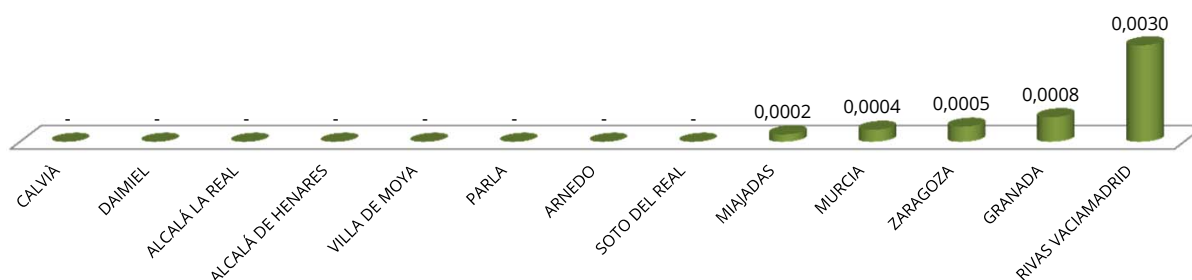 0,0030
- - - - - - - - 0,0002 0,0004 0,0005 0,0008
CALVIÀ
DAIMIEL
ALCALÁ LA REAL
ALCALÁ DE HENARES
VILLA DE MOYA
PARLA
ARNEDO
SOTO DEL REAL
MIAJADAS
MURCIA
ZARAGOZA
GRANADA
RIVAS VACIAMADRID